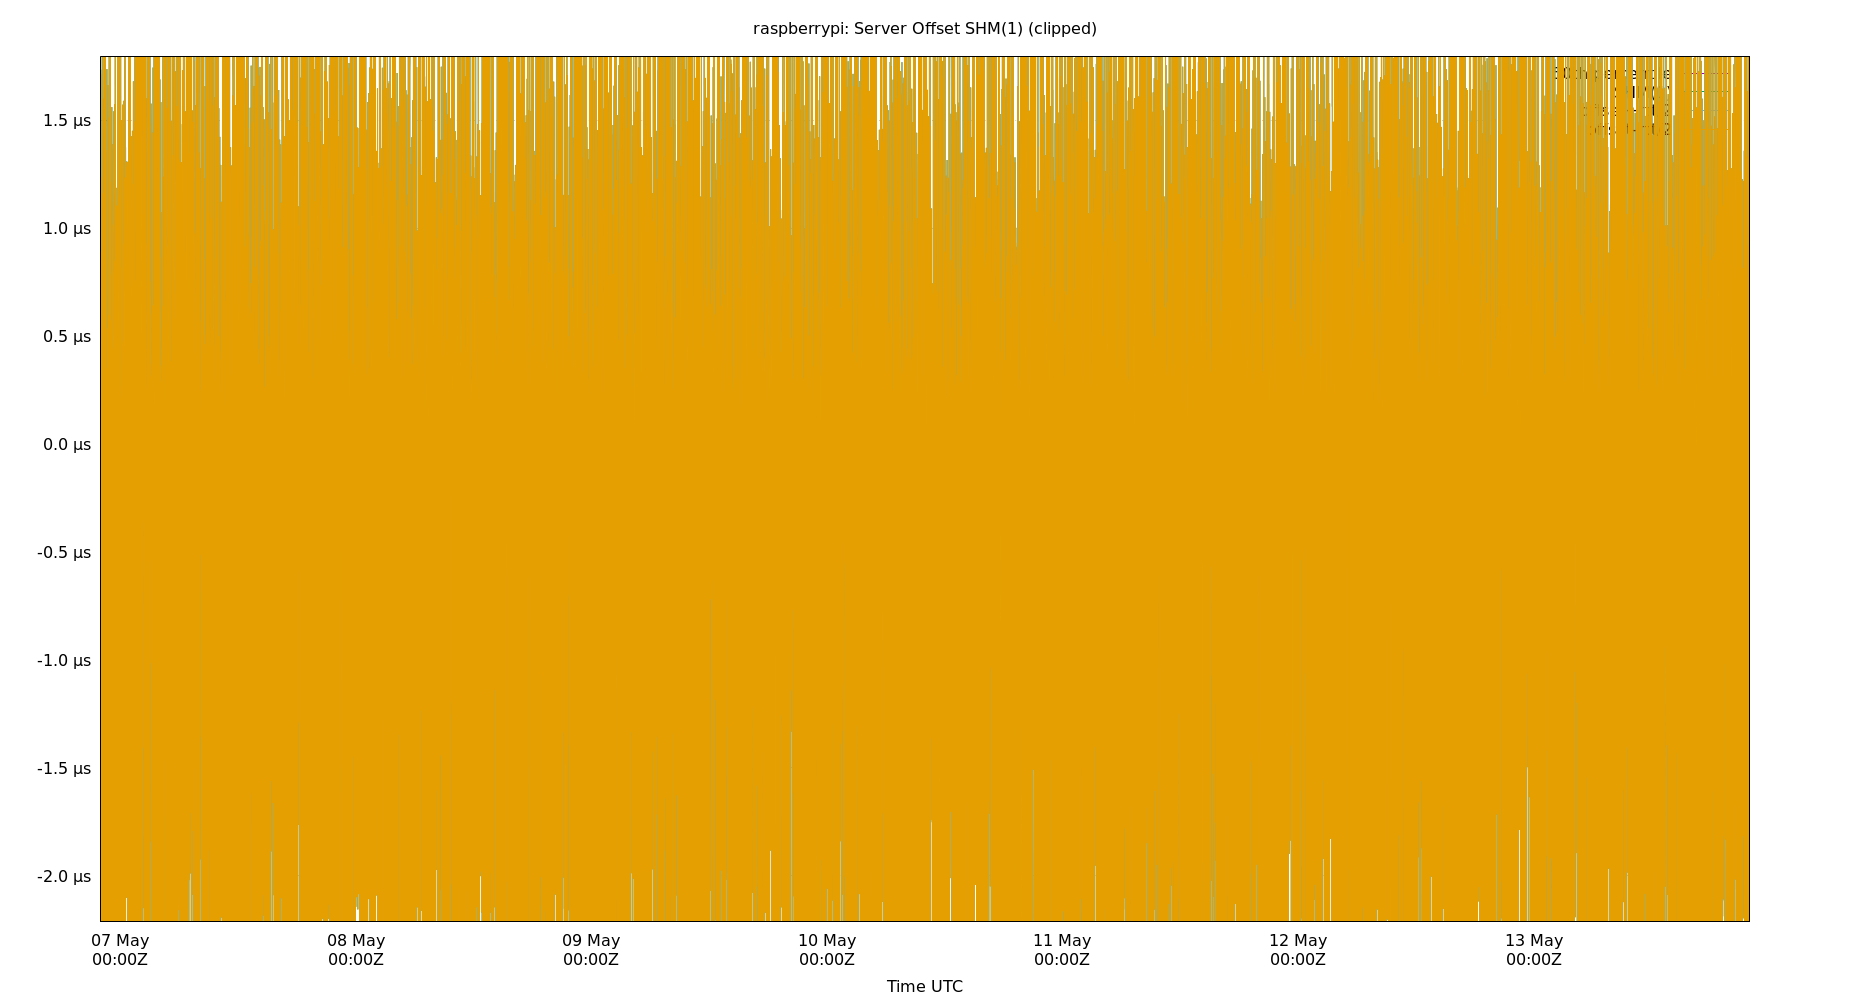 raspberrypi: Server Offset SHM(1) (clipped)
1.5 µs
1.0 µs
0.5 µs
0.0 µs
-0.5 µs
-1.0 µs
-1.5 µs
-2.0 µs
07 May 08 May 09 May 10 May 11 May 12 May 13 May
00:00Z 00:00Z 00:00Z 00:00Z 00:00Z 00:00Z 00:00Z
Time UTC